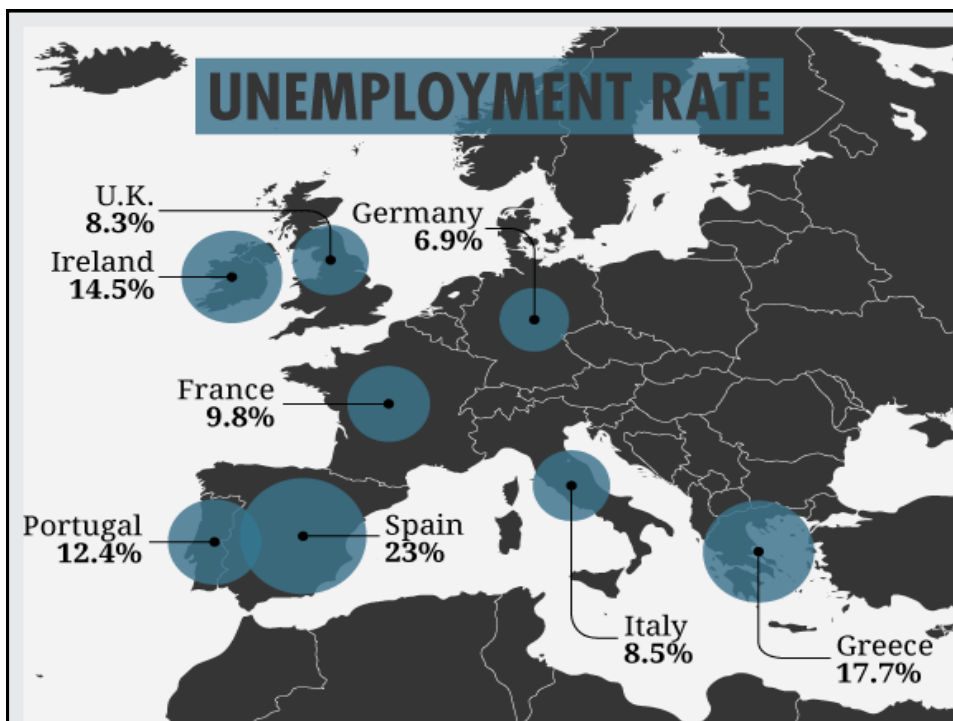 UNEMPLOYMENT RATE
U.K.
8.3%
Germany
6.9%
Ireland
14.5%
France
9.8%
Portugal
12.4%
Spain
23%
Italy
8.5%
Greece
17.7%